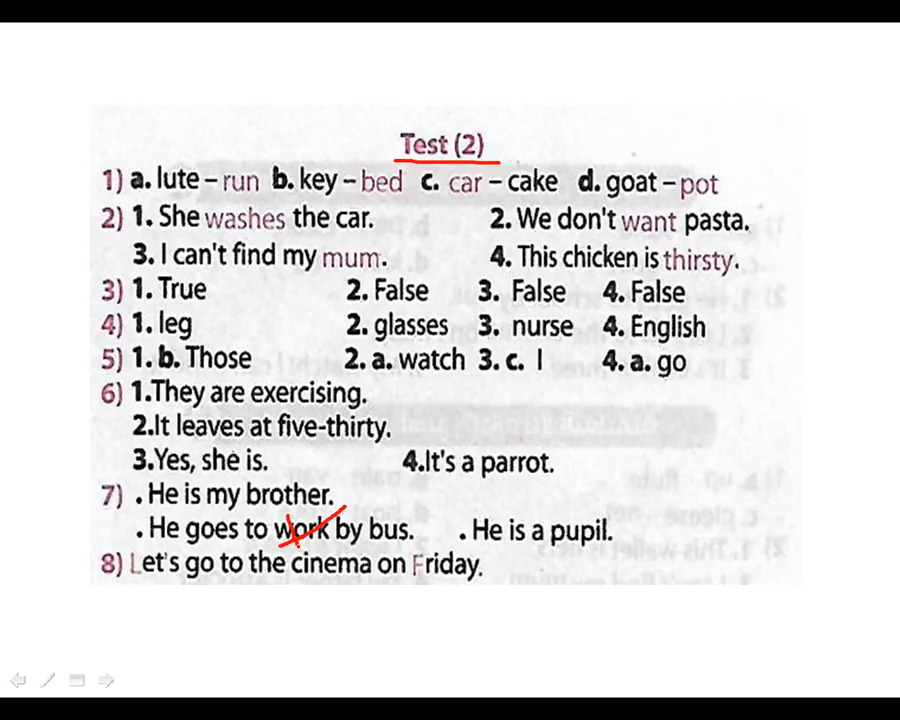 Test (2)
1) a. lute – run b. key – bed c. car – cake d. goat – pot
2) 1. She washes the car. 2. We don't want pasta.
3. I can't find my mum. 4. This chicken is thirsty.
3) 1. True 2. False 3. False 4. False
4) 1. leg 2. glasses 3. nurse 4. English
5) 1. b. Those 2. a. watch 3. c. I 4. a. go
6) 1.They are exercising.
2.It leaves at five-thirty.
3.Yes, she is. 4.It's a parrot.
7) . He is my brother.
. He goes to work by bus. . He is a pupil.
8) Let's go to the cinema on Friday.